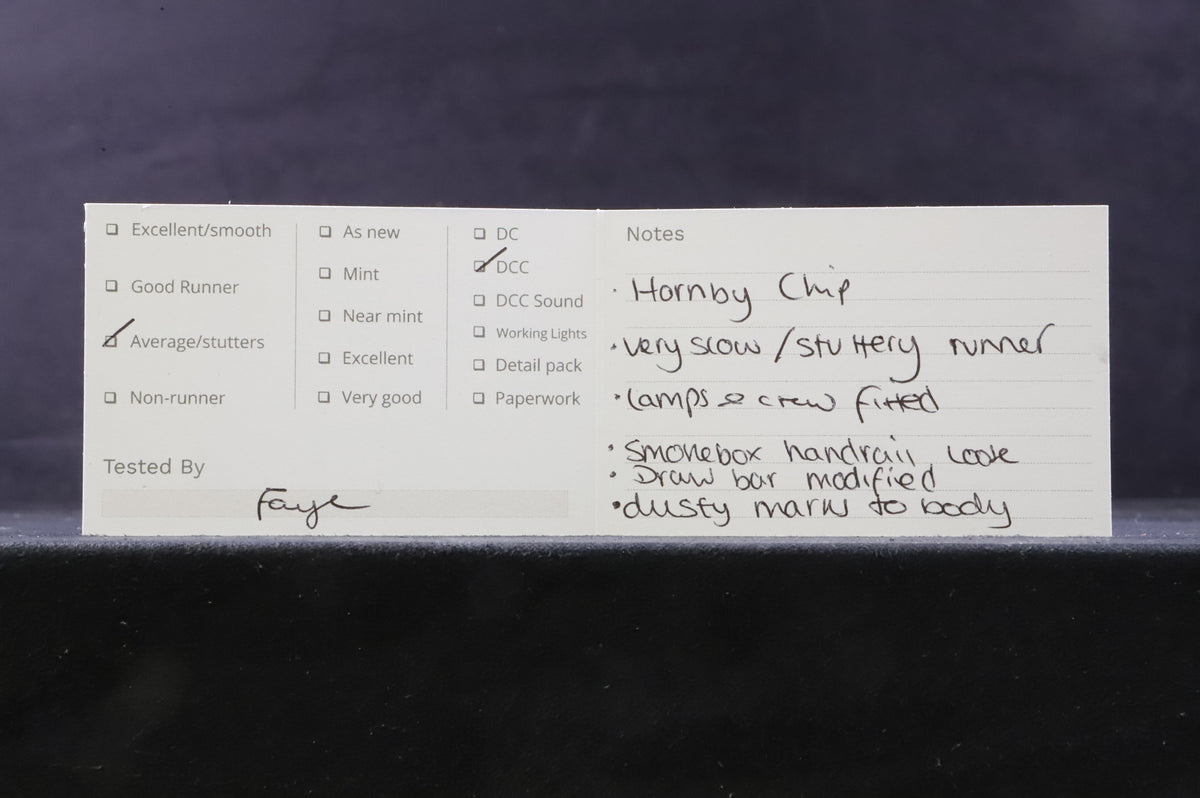 ☐ Excellent/smooth
☐ Good Runner
☑ Average/stutters
☐ Non-runner
☐ As new
☐ Mint
☐ Near mint
☐ Excellent
☐ Very good
☐ DC
☑ DCC
☐ DCC Sound
☐ Working Lights
☐ Detail pack
☐ Paperwork
Tested By
Faye
Notes
· Hornby Chip
· very slow / stuttery runner
· Lamps & crew fitted
· Smokebox handrail loose
· Draw bar modified
· dusty marks to body